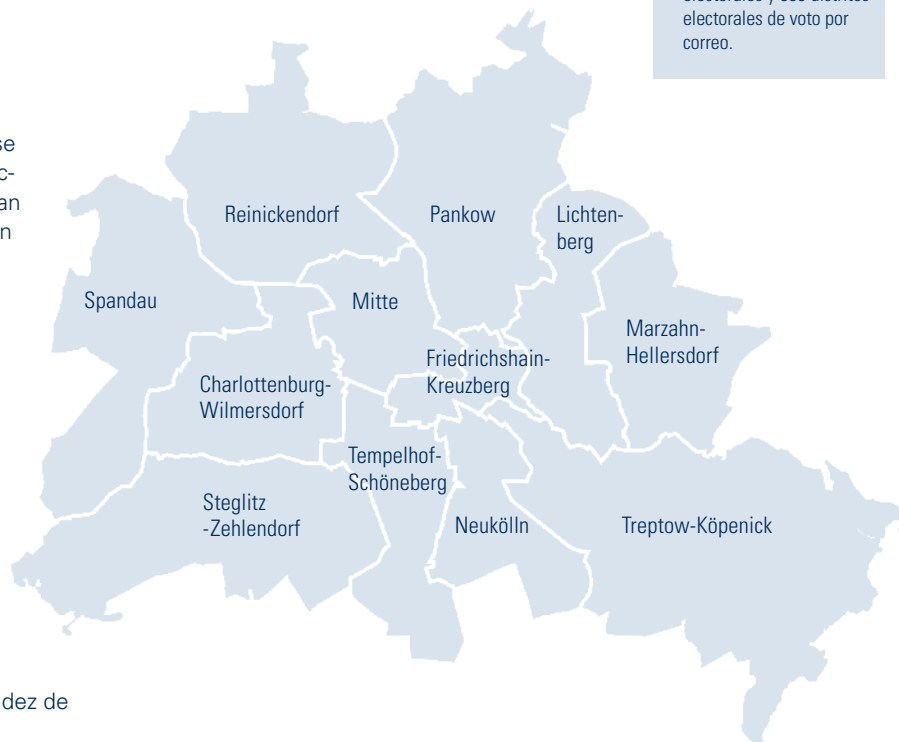 electorales de voto por
correo.
se
c-
an
n
Reinickendorf
Pankow
Lichten-
berg
Spandau
Mitte
Marzahn-
Hellersdorf
Friedrichshain-
Kreuzberg
Charlottenburg-
Wilmersdorf
Tempelhof-
Schöneberg
Steglitz
-Zehlendorf
Neukölln
Treptow-Köpenick
dez de